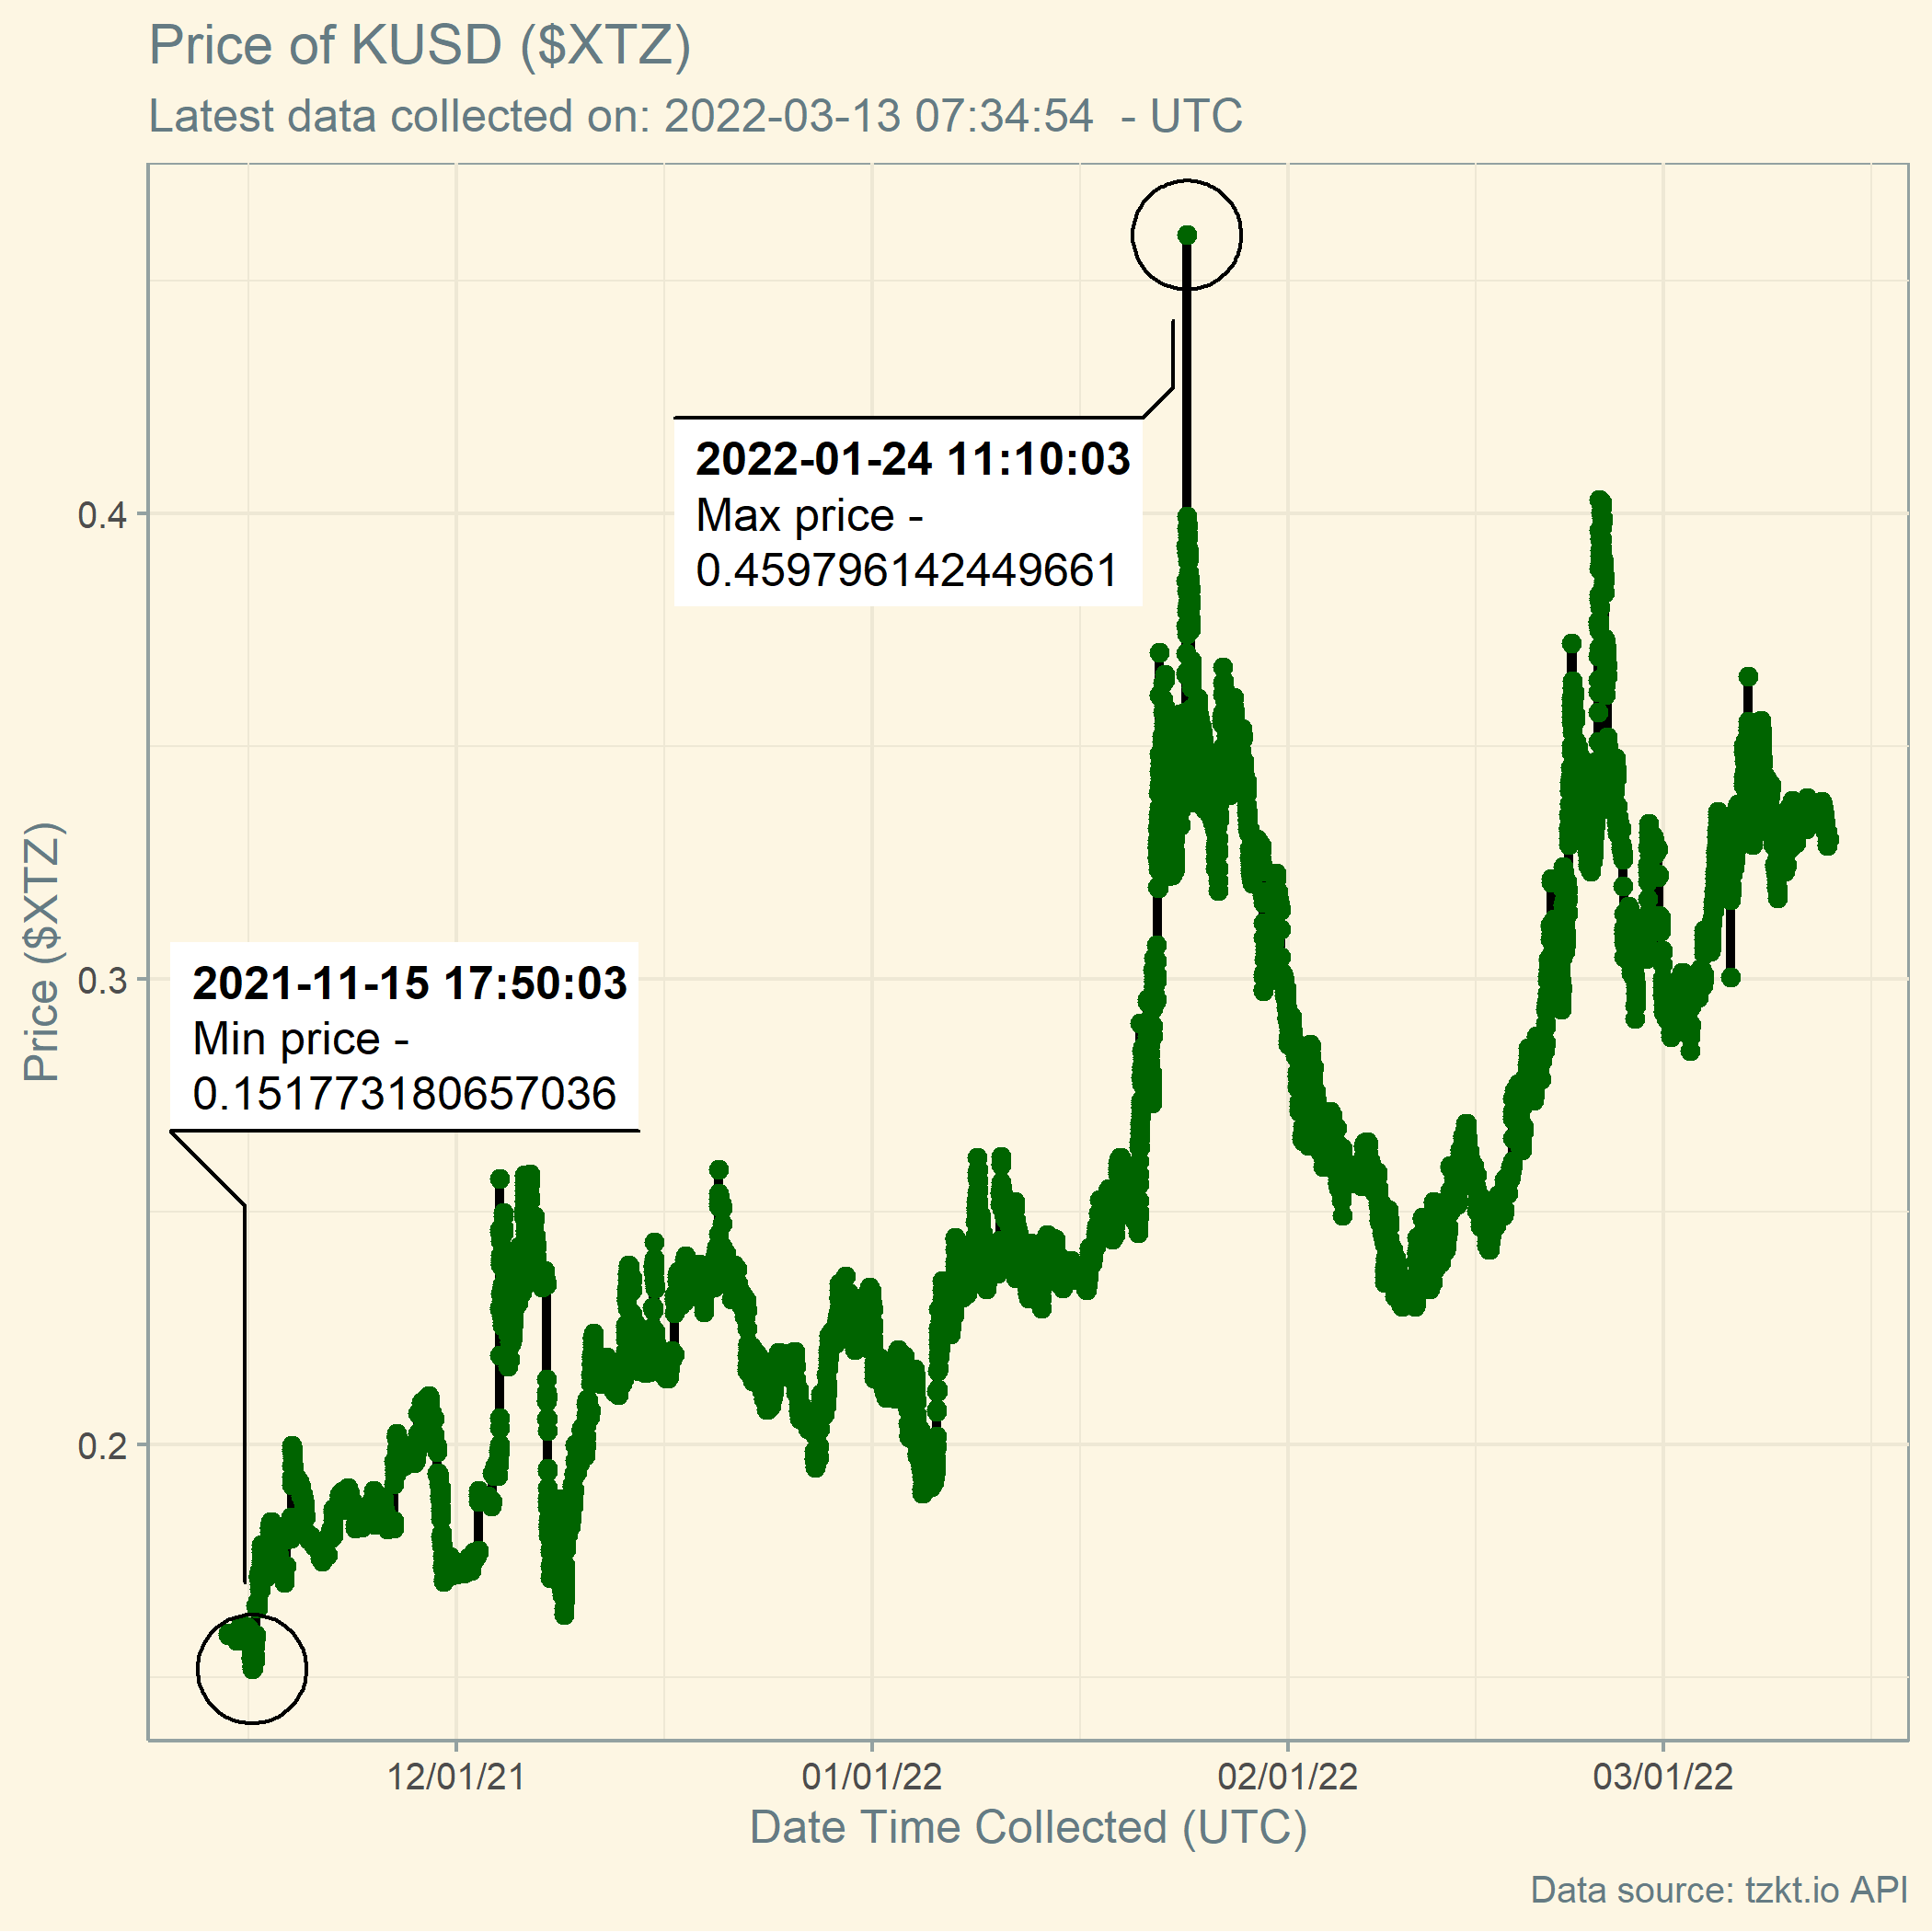 Price of KUSD ($XTZ)
Latest data collected on: 2022-03-13 07:34:54  - UTC
2022-01-24 11:10:03
Max price -
0.459796142449661
0.4
2021-11-15 17:50:03
Min price -
0.151773180657036
0.3
0.2
Price ($XTZ)
12/01/21
01/01/22
02/01/22
03/01/22
Date Time Collected (UTC)
Data source: tzkt.io API